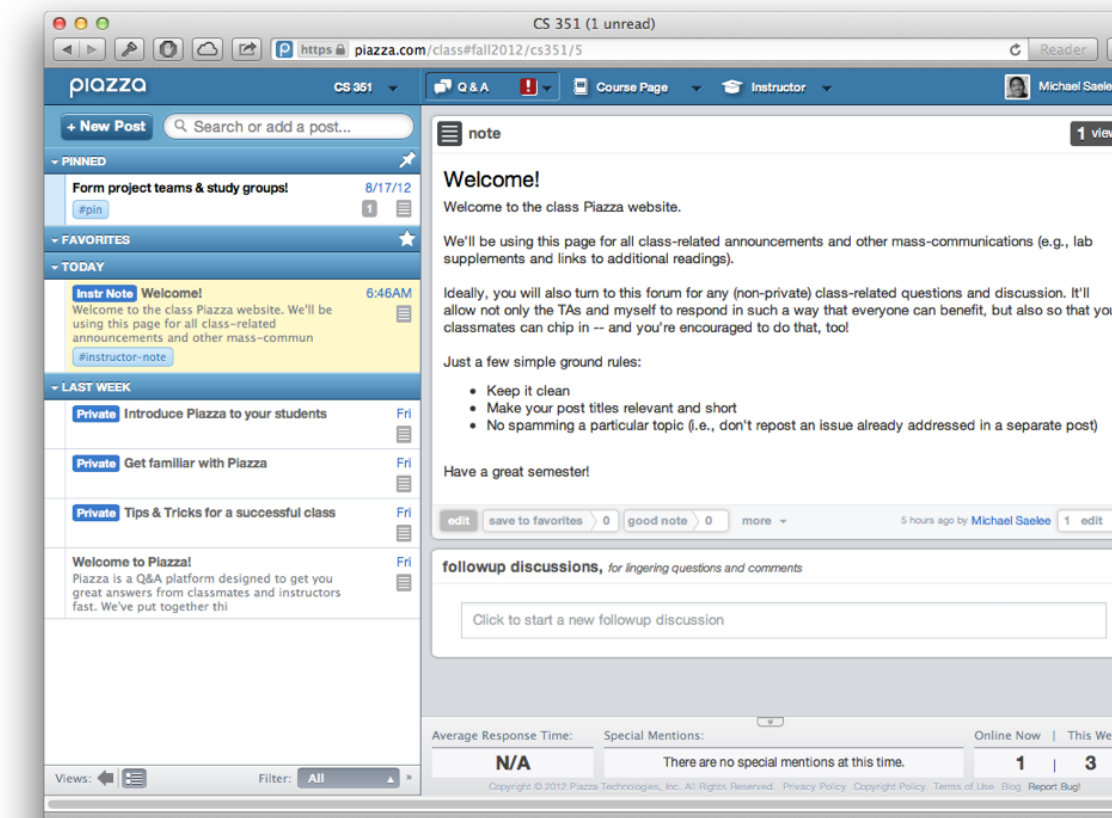 CS 351 (1 unread)
https piazza.com/class#fall2012/cs351/5
Reader
piazza
CS 351
Q & A
Course Page
Instructor
Michael Saele
+ New Post
Search or add a post...
PINNED
Form project teams & study groups!
8/17/12
#pin
1
FAVORITES
TODAY
Instr Note Welcome!
6:46AM
Welcome to the class Piazza website. We'll be
using this page for all class-related
announcements and other mass-commun
#instructor-note
LAST WEEK
Private Introduce Piazza to your students
Fri
Private Get familiar with Piazza
Fri
Private Tips & Tricks for a successful class
Fri
Welcome to Piazza!
Fri
Piazza is a Q&A platform designed to get you
great answers from classmates and instructors
fast. We've put together thi
Views:
Filter: All
»
note
1 view
Welcome!
Welcome to the class Piazza website.
We'll be using this page for all class-related announcements and other mass-communications (e.g., lab
supplements and links to additional readings).
Ideally, you will also turn to this forum for any (non-private) class-related questions and discussion. It'll
allow not only the TAs and myself to respond in such a way that everyone can benefit, but also so that you
classmates can chip in -- and you're encouraged to do that, too!
Just a few simple ground rules:
• Keep it clean
• Make your post titles relevant and short
• No spamming a particular topic (i.e., don't repost an issue already addressed in a separate post)
Have a great semester!
edit
save to favorites 0
good note 0
more
5 hours ago by Michael Saelee
1 edit
followup discussions, for lingering questions and comments
Click to start a new followup discussion
Average Response Time:
Special Mentions:
Online Now | This We
N/A
There are no special mentions at this time.
1 | 3
Copyright © 2012 Piazza Technologies, Inc. All Rights Reserved. Privacy Policy Copyright Policy Terms of Use Blog Report Bug!